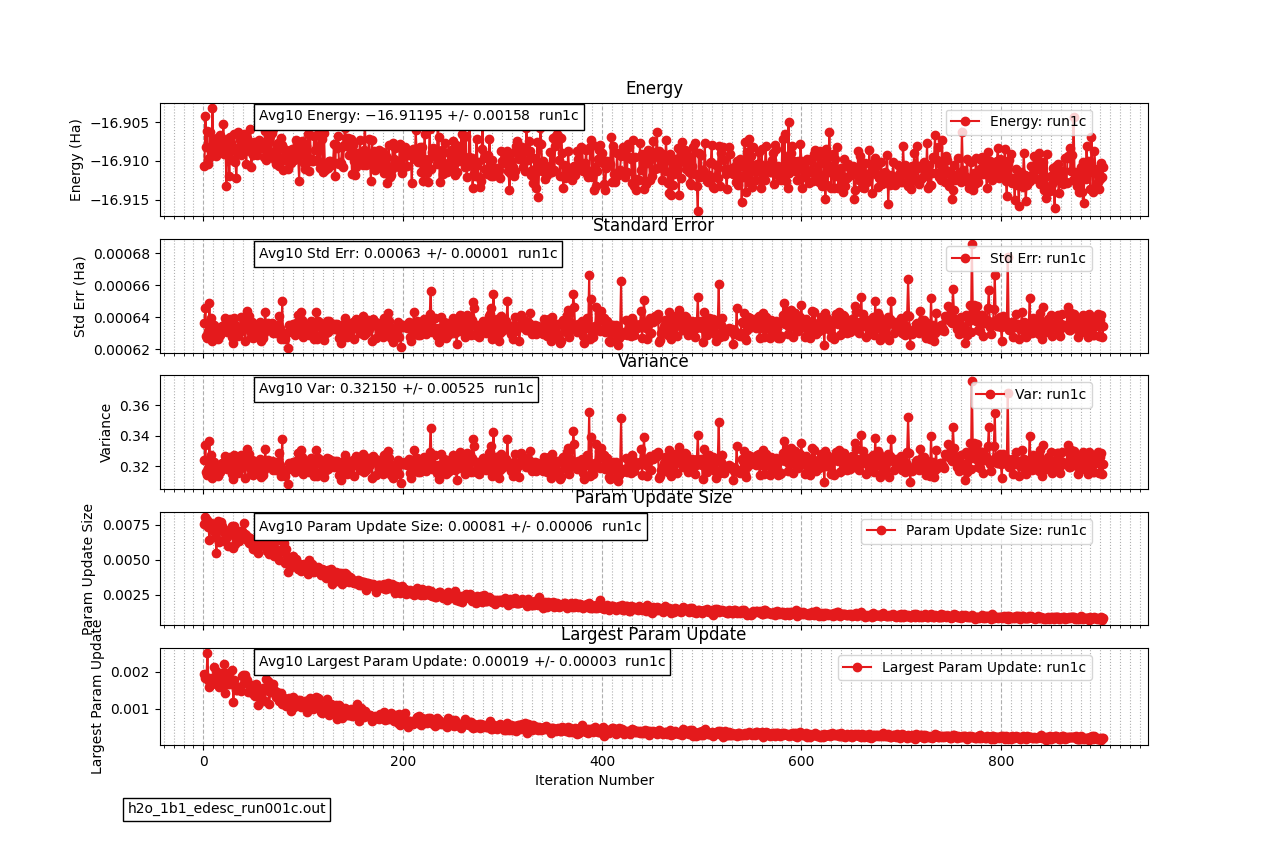 Energy
Avg10 Energy: −16.91195 +/- 0.00158 run1c
Energy: run1c
Energy (Ha)
−16.905
−16.910
−16.915
Standard Error
Avg10 Std Err: 0.00063 +/- 0.00001 run1c
Std Err: run1c
Std Err (Ha)
0.00068
0.00066
0.00064
0.00062
Variance
Avg10 Var: 0.32150 +/- 0.00525 run1c
Var: run1c
Variance
0.36
0.34
0.32
Param Update Size
Avg10 Param Update Size: 0.00081 +/- 0.00006 run1c
Param Update Size: run1c
Param Update Size
0.0075
0.0050
0.0025
Largest Param Update
Avg10 Largest Param Update: 0.00019 +/- 0.00003 run1c
Largest Param Update: run1c
Largest Param Update
0.002
0.001
0 200 400 600 800
Iteration Number
h2o_1b1_edesc_run001c.out